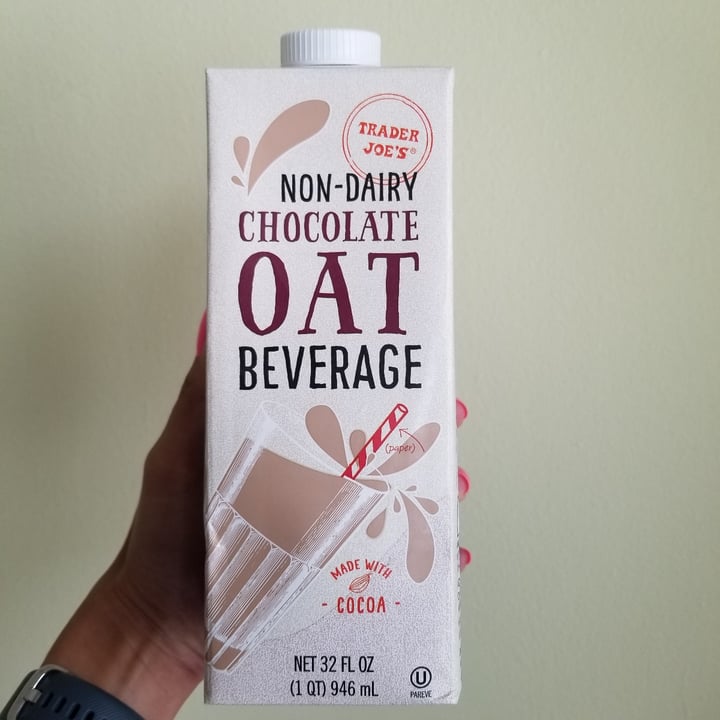 TRADER
JOE'S®
NON-DAIRY
CHOCOLATE
OAT
BEVERAGE
(paper)
MADE WITH
- COCOA -
NET 32 FL OZ
(1 QT) 946 mL
U
PAREVE